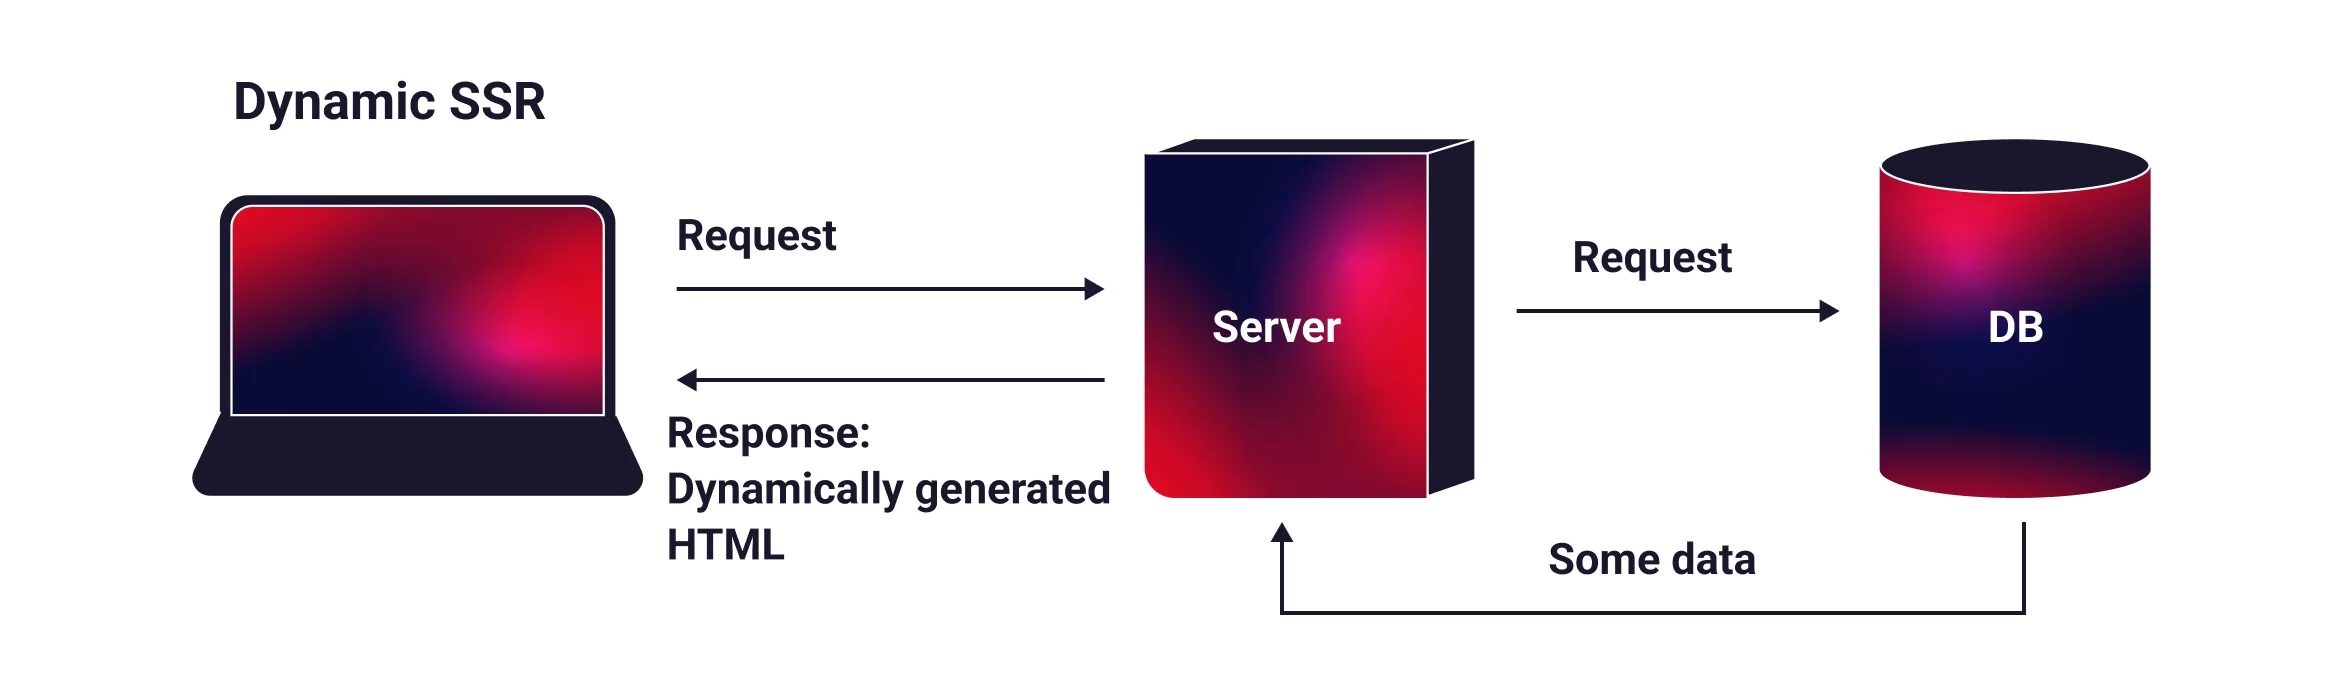 Dynamic SSR
Request
Response:
Dynamically generated
HTML
Server
Request
DB
Some data